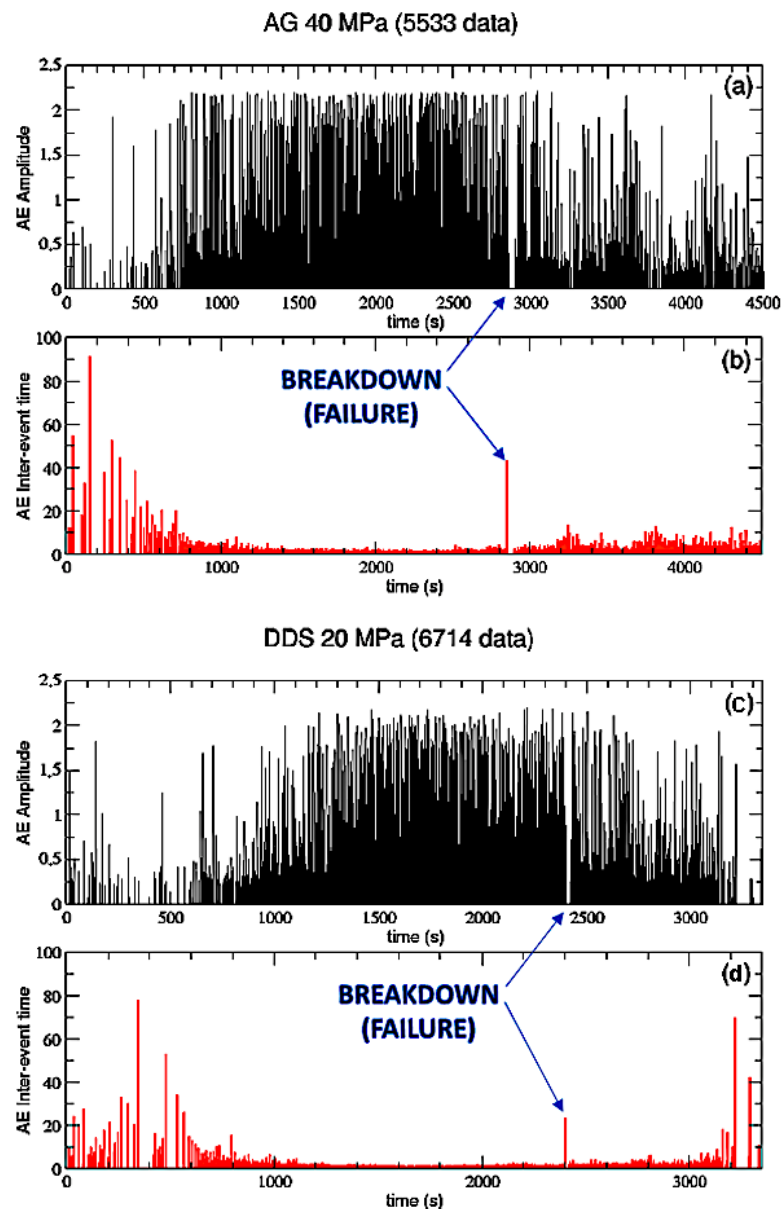 AG 40 MPa (5533 data)
(a)
AE Amplitude
2.5
2
1.5
1
0.5
0
0 500 1000 1500 2000 2500 3000 3500 4000 4500
time (s)
(b)
AE Inter-event time
100
80
60
40
20
0
BREAKDOWN
(FAILURE)
0 1000 2000 3000 4000
time (s)
DDS 20 MPa (6714 data)
(c)
AE Amplitude
2,5
2
1,5
1
0,5
0
0 500 1000 1500 2000 2500 3000
time (s)
(d)
AE Inter-event time
100
80
60
40
20
0
BREAKDOWN
(FAILURE)
0 1000 2000 3000
time (s)